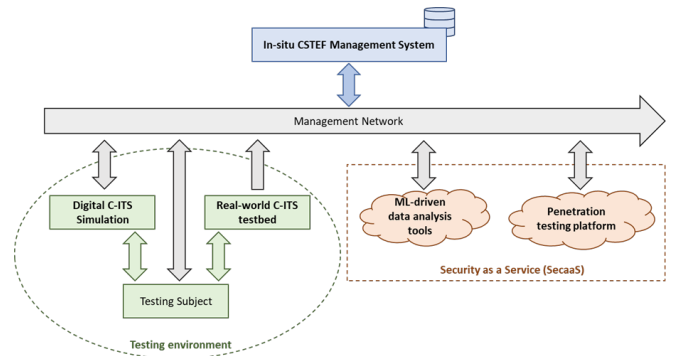 In-situ CSTEF Management System
Management Network
Digital C-ITS
Simulation
Real-world C-ITS
testbed
ML-driven
data analysis
tools
Penetration
testing platform
Testing Subject
Security as a Service (SecaaS)
Testing environment